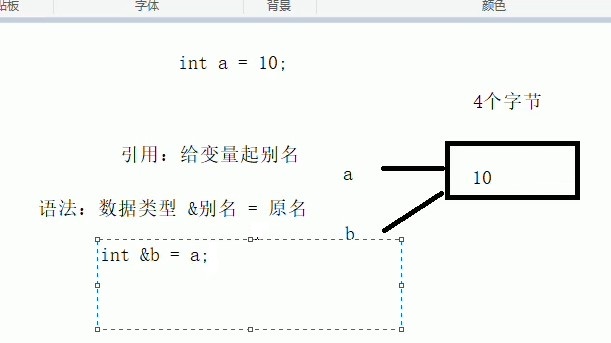 贴板 字体 背景 颜色
int a = 10;
4个字节
引用：给变量起别名
a
10
语法：数据类型 &别名 = 原名
b
int &b = a;